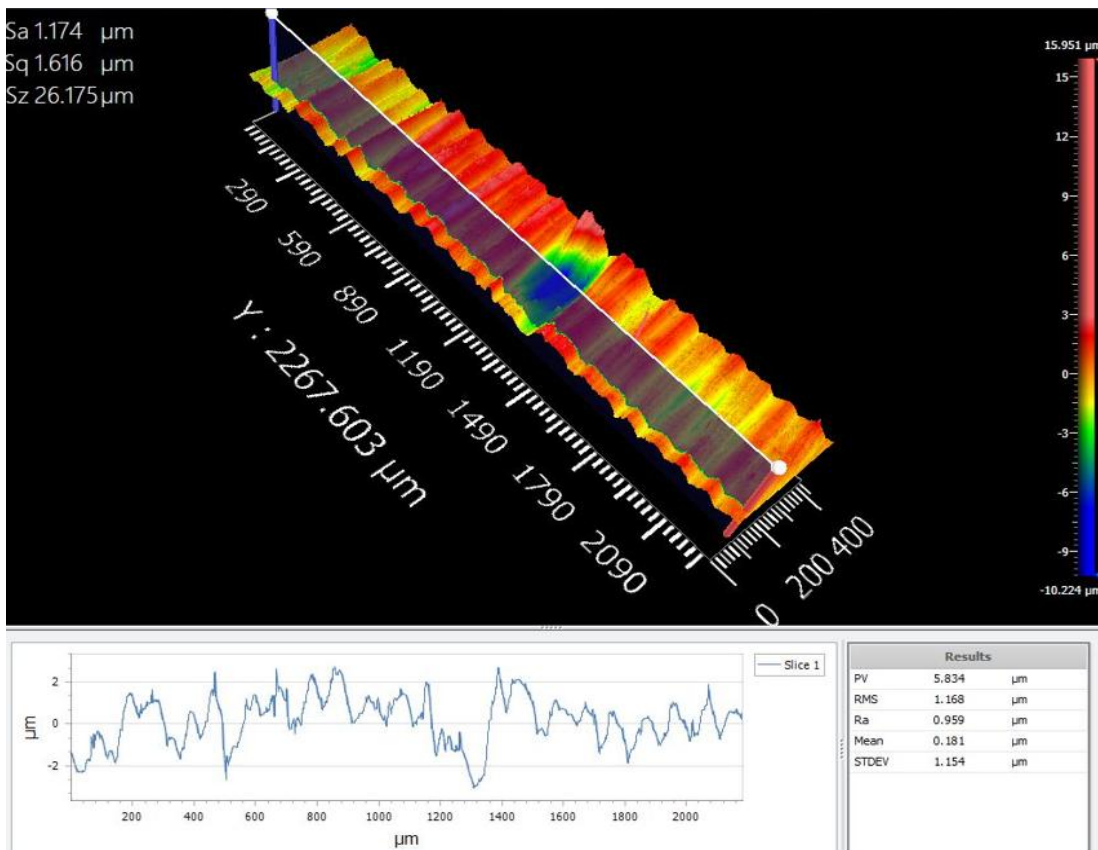 Sa 1.174 µm
Sq 1.616 µm
Sz 26.175 µm
15.951 µm
15
12
9
6
3
0
-3
-6
-9
-10.224 µm
290
590
890
1190
1490
1790
2090
Y : 2267.603 µm
0
200
400
µm
2
0
-2
200 400 600 800 1000 1200 1400 1600 1800 2000
µm
Slice 1
Results
PV 5.834 µm
RMS 1.168 µm
Ra 0.959 µm
Mean 0.181 µm
STDEV 1.154 µm